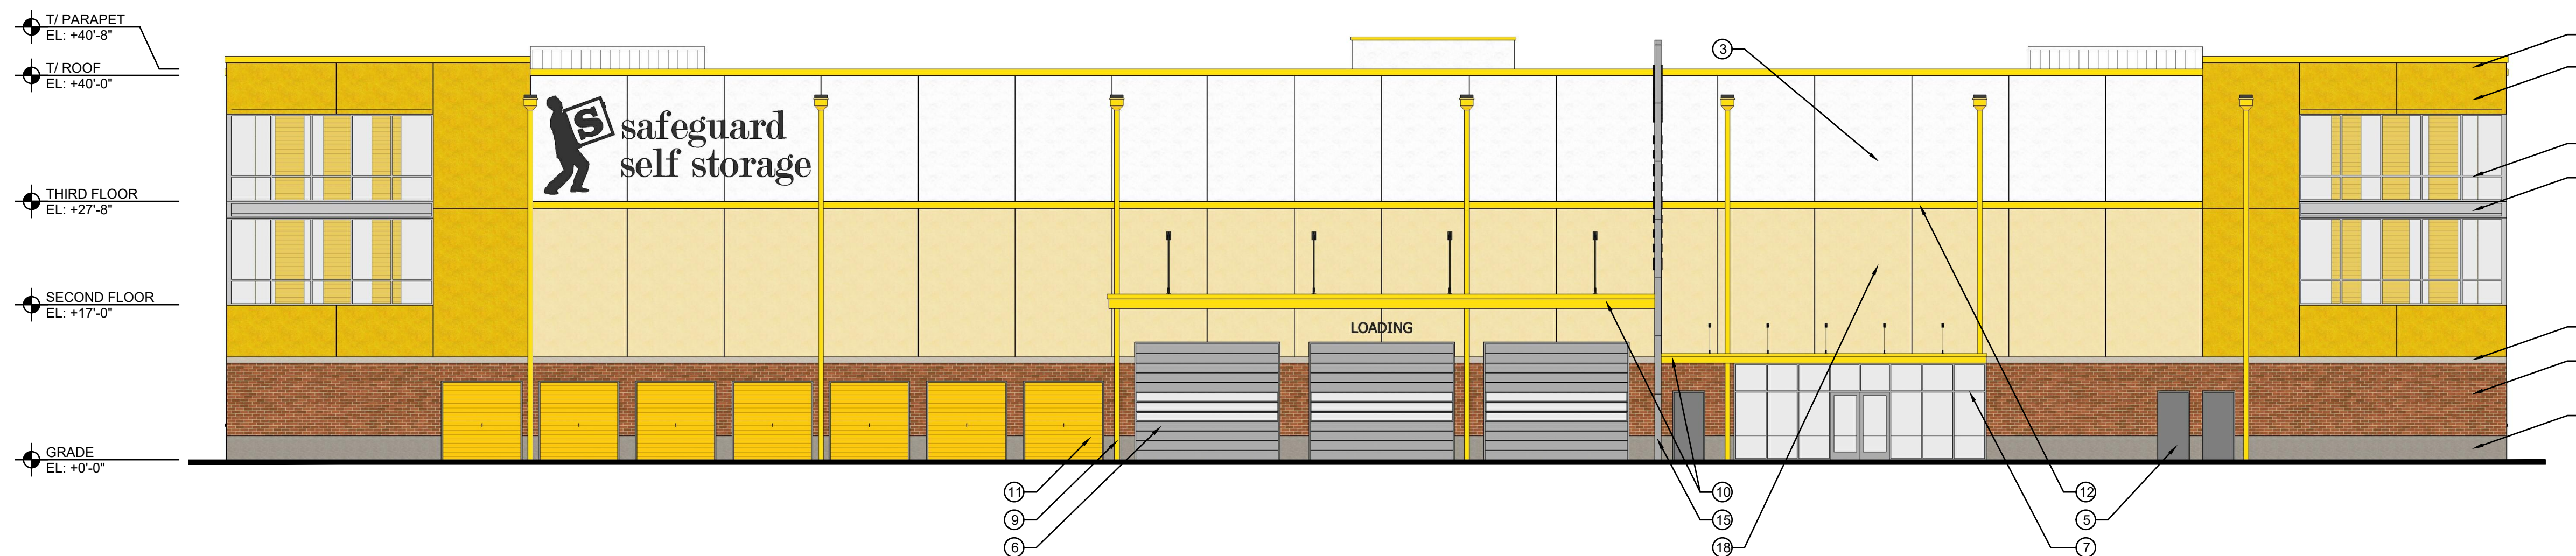 T/ PARAPET
EL: +40'-8"
T/ ROOF
EL: +40'-0"
THIRD FLOOR
EL: +27'-8"
SECOND FLOOR
EL: +17'-0"
GRADE
EL: +0'-0"
S
safeguard
self storage
LOADING
3
11
9
6
10
15
18
12
5
7